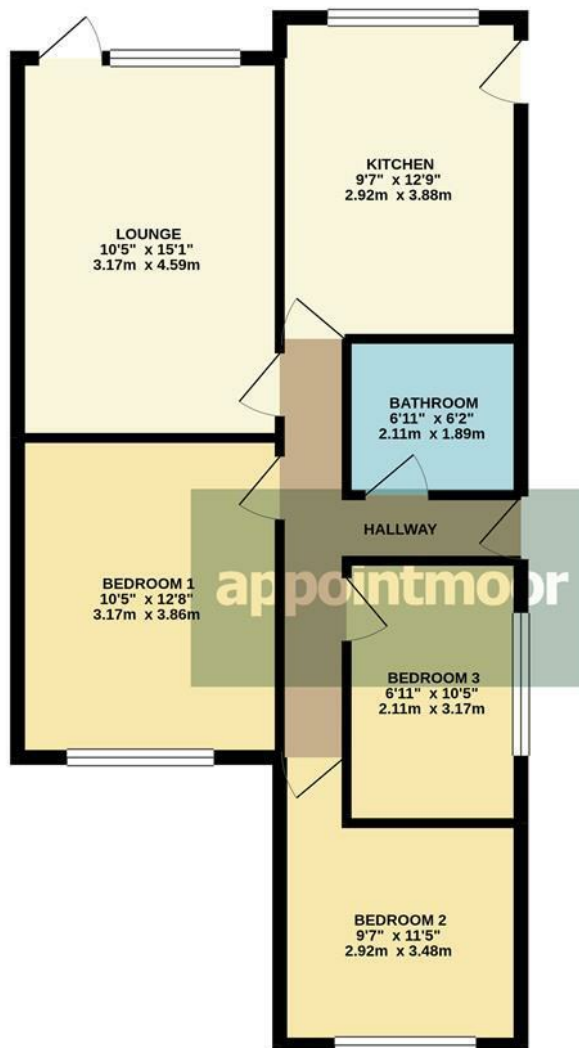 KITCHEN
9'7" x 12'9"
2.92m x 3.88m
LOUNGE
10'5" x 15'1"
3.17m x 4.59m
BATHROOM
6'11" x 6'2"
2.11m x 1.89m
HALLWAY
BEDROOM 1
10'5" x 12'8"
3.17m x 3.86m
appointmoor
BEDROOM 3
6'11" x 10'5"
2.11m x 3.17m
BEDROOM 2
9'7" x 11'5"
2.92m x 3.48m